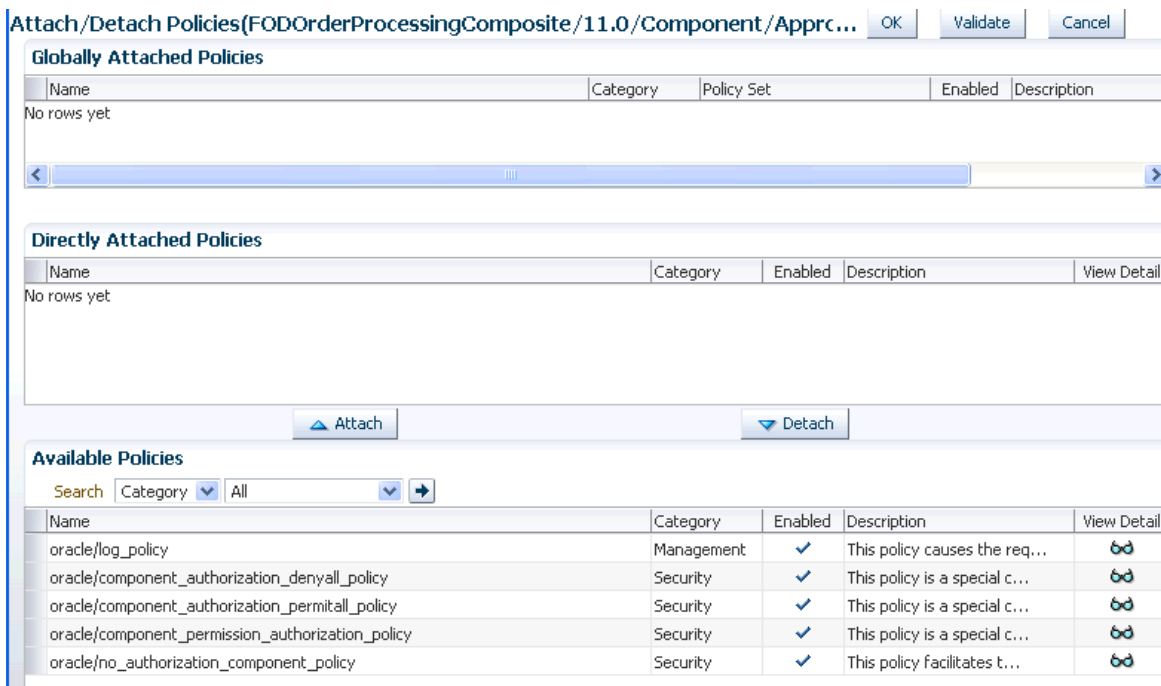 Attach/Detach Policies(FODOrderProcessingComposite/11.0/Component/Apprc... OK Validate Cancel
Globally Attached Policies
Name Category Policy Set Enabled Description
No rows yet
Directly Attached Policies
Name Category Enabled Description View Detail
No rows yet
Attach Detach
Available Policies
Search Category All
Name Category Enabled Description View Detail
oracle/log_policy Management This policy causes the req...
oracle/component_authorization_denyall_policy Security This policy is a special c...
oracle/component_authorization_permitall_policy Security This policy is a special c...
oracle/component_permission_authorization_policy Security This policy is a special c...
oracle/no_authorization_component_policy Security This policy facilitates t...